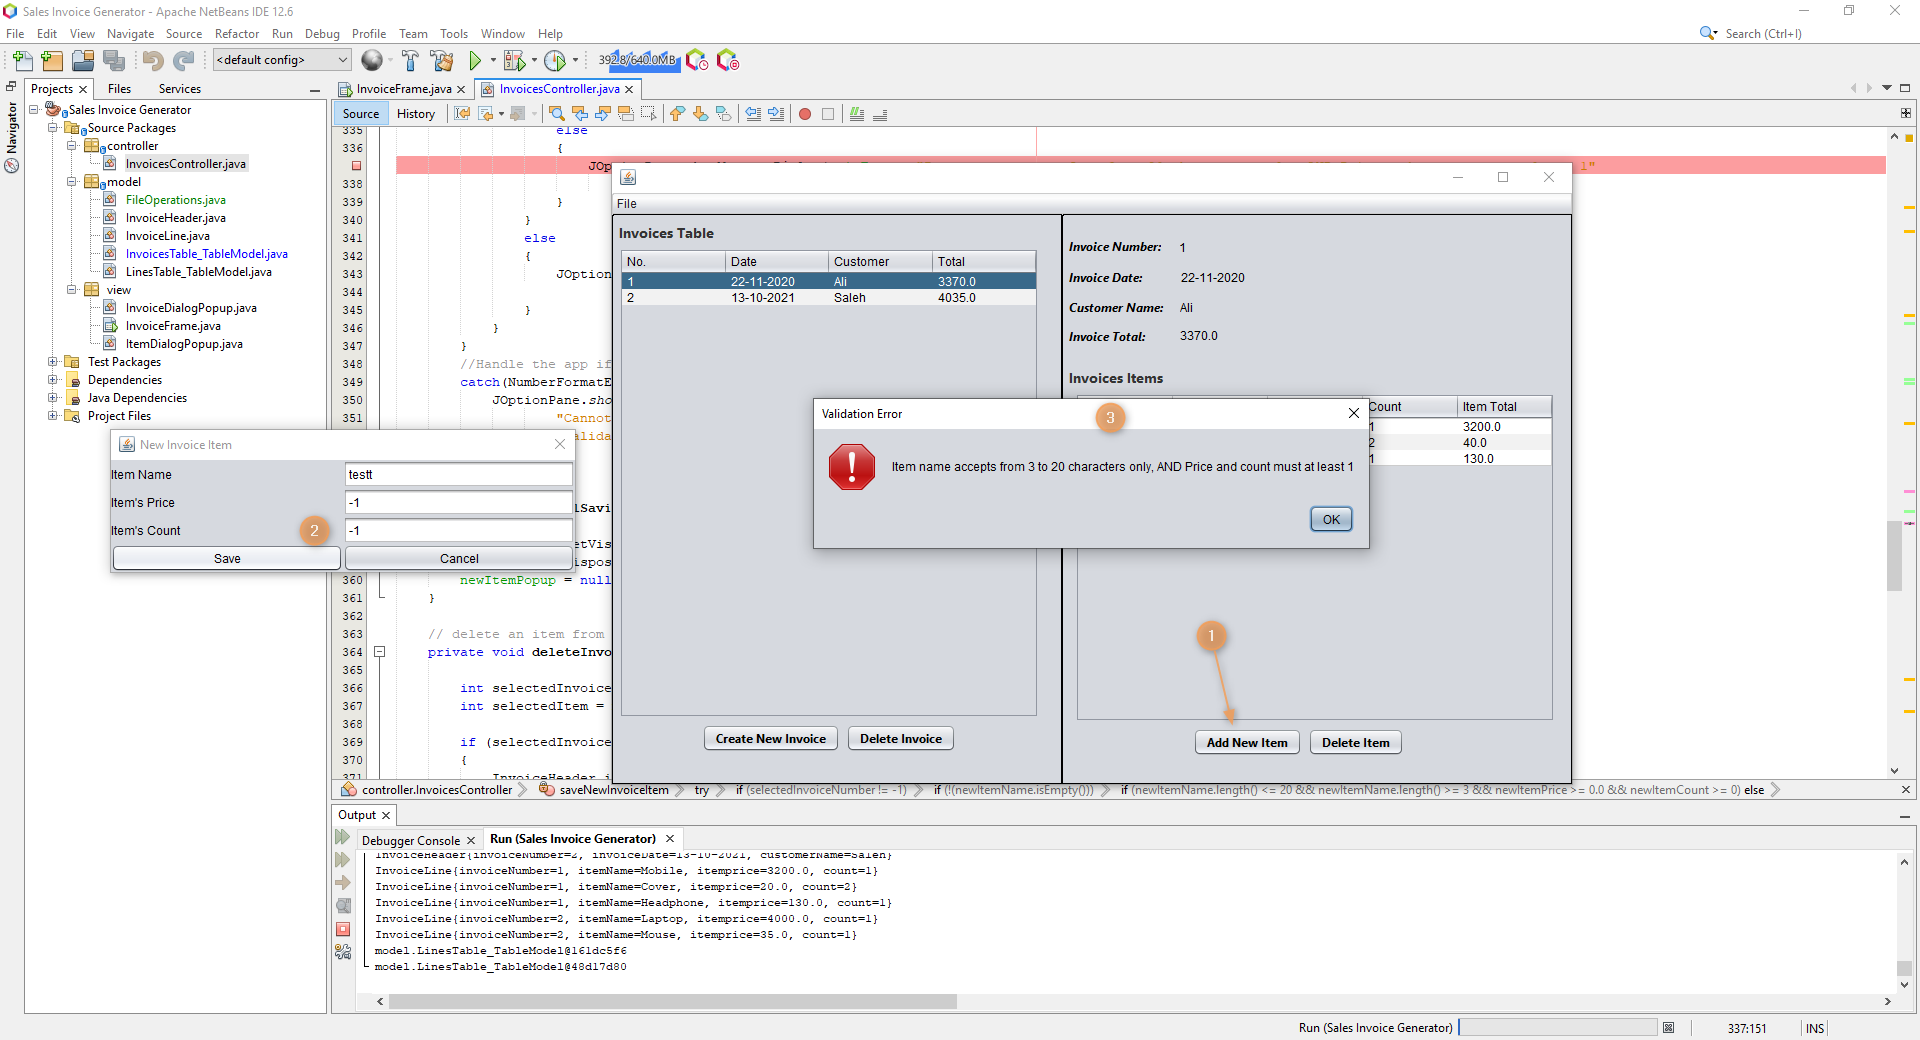 Sales Invoice Generator - Apache NetBeans IDE 12.6
File Edit View Navigate Source Refactor Run Debug Profile Team Tools Window Help
Search (Ctrl+I)
<default config>
392.8/640.0MB
Projects
Files
Services
Navigator
Sales Invoice Generator
Source Packages
controller
InvoicesController.java
model
FileOperations.java
InvoiceHeader.java
InvoiceLine.java
InvoicesTable_TableModel.java
LinesTable_TableModel.java
view
InvoiceDialogPopup.java
InvoiceFrame.java
ItemDialogPopup.java
Test Packages
Dependencies
Java Dependencies
Project Files
InvoiceFrame.java
InvoicesController.java
Source
History
335 else
336 {
JOp
1"
338
339 }
340 }
341 else
342 {
343 JOption
344
345 }
346 }
347 }
348 //Handle the app if
349 catch(NumberFormatE
350 JOptionPane.sho
351 "Cannot
alida
lSavi
etVis
ispos
360 newItemPopup = null
361 }
362
363 // delete an item from
364 private void deleteInvo
365
366 int selectedInvoice
367 int selectedItem =
368
369 if (selectedInvoice
370 {
371 InvoiceHeader i
File
Invoices Table
No. Date Customer Total
1 22-11-2020 Ali 3370.0
2 13-10-2021 Saleh 4035.0
Create New Invoice
Delete Invoice
Invoice Number: 1
Invoice Date: 22-11-2020
Customer Name: Ali
Invoice Total: 3370.0
Invoices Items
Count Item Total
1 3200.0
2 40.0
1 130.0
1
Add New Item
Delete Item
New Invoice Item
Item Name testt
Item's Price -1
Item's Count 2 -1
Save
Cancel
Validation Error
3
Item name accepts from 3 to 20 characters only, AND Price and count must at least 1
OK
controller.InvoicesController saveNewInvoiceItem try if (selectedInvoiceNumber != -1) if (!(newItemName.isEmpty())) if (newItemName.length() <= 20 && newItemName.length() >= 3 && newItemPrice >= 0.0 && newItemCount >= 0) else
Output
Debugger Console
Run (Sales Invoice Generator)
InvoiceHeader{invoiceNumber=2, invoiceDate=13-10-2021, customerName=Saleh}
InvoiceLine{invoiceNumber=1, itemName=Mobile, itemprice=3200.0, count=1}
InvoiceLine{invoiceNumber=1, itemName=Cover, itemprice=20.0, count=2}
InvoiceLine{invoiceNumber=1, itemName=Headphone, itemprice=130.0, count=1}
InvoiceLine{invoiceNumber=2, itemName=Laptop, itemprice=4000.0, count=1}
InvoiceLine{invoiceNumber=2, itemName=Mouse, itemprice=35.0, count=1}
model.LinesTable_TableModel@161dc5f6
model.LinesTable_TableModel@48d17d80
Run (Sales Invoice Generator)
337:151
INS